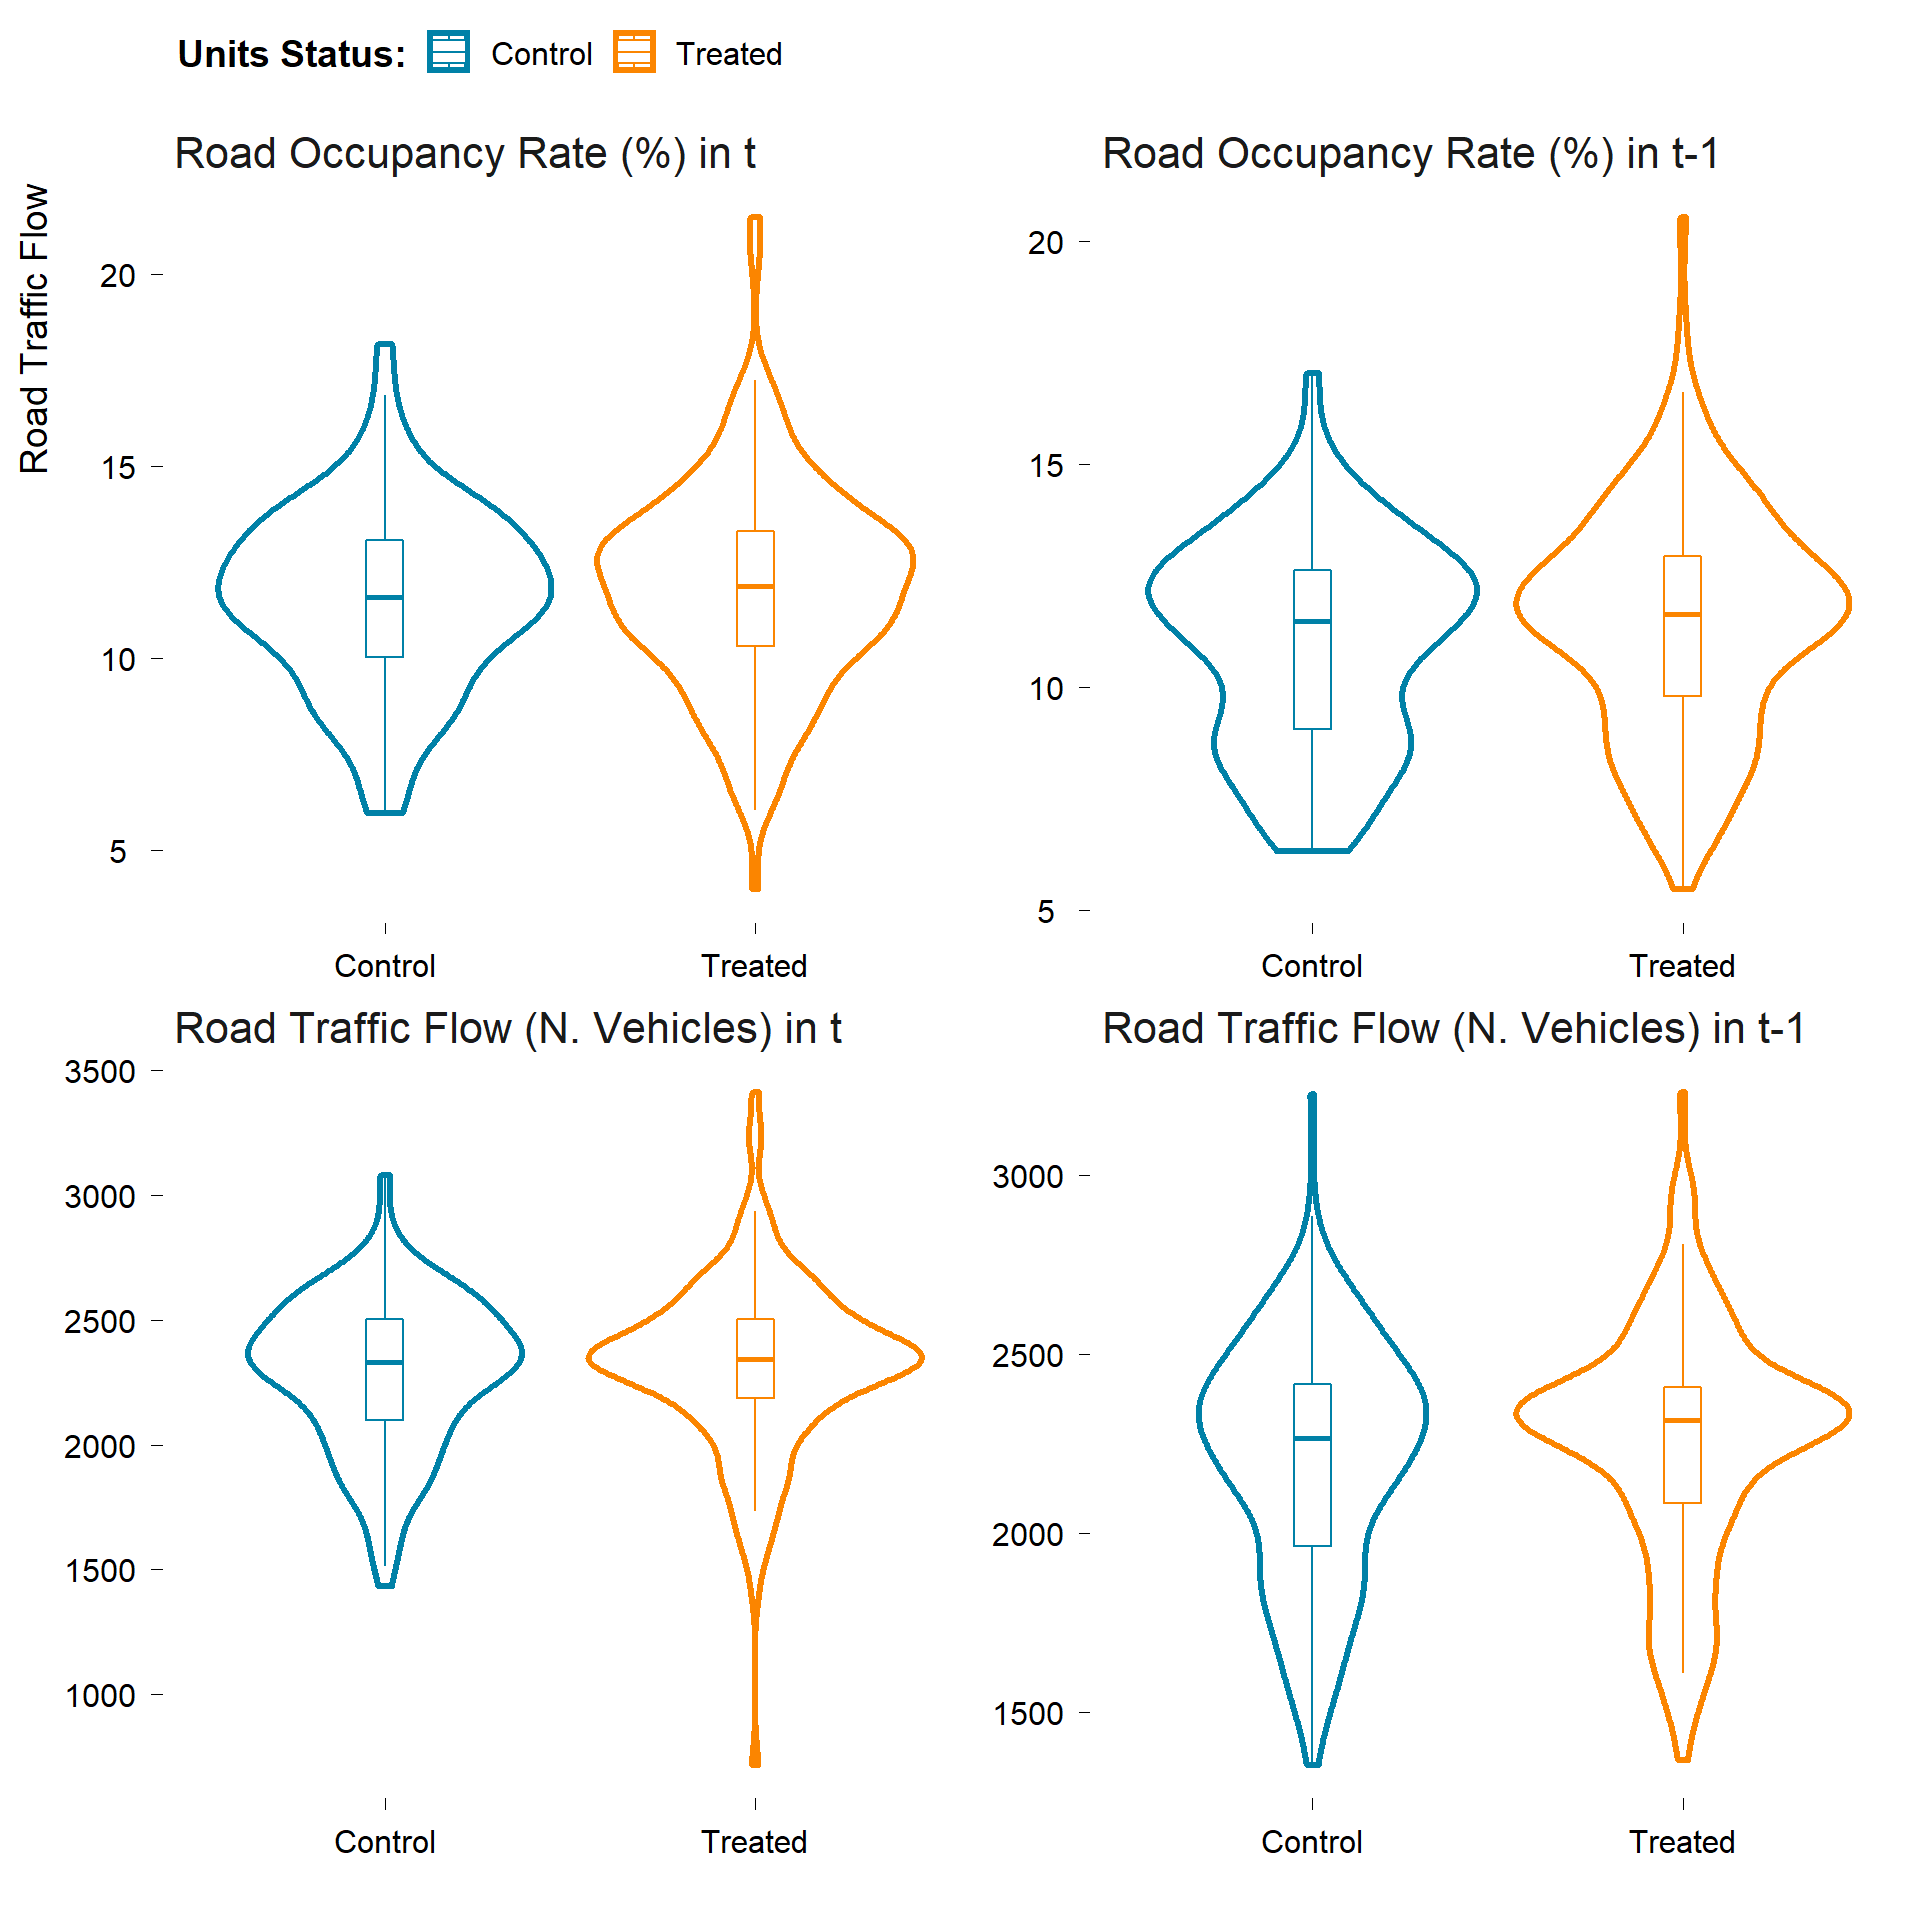 Units Status: Control Treated
Road Occupancy Rate (%) in t
Road Traffic Flow
20
15
10
5
Control Treated
Road Occupancy Rate (%) in t-1
20
15
10
5
Control Treated
Road Traffic Flow (N. Vehicles) in t
3500
3000
2500
2000
1500
1000
Control Treated
Road Traffic Flow (N. Vehicles) in t-1
3000
2500
2000
1500
Control Treated